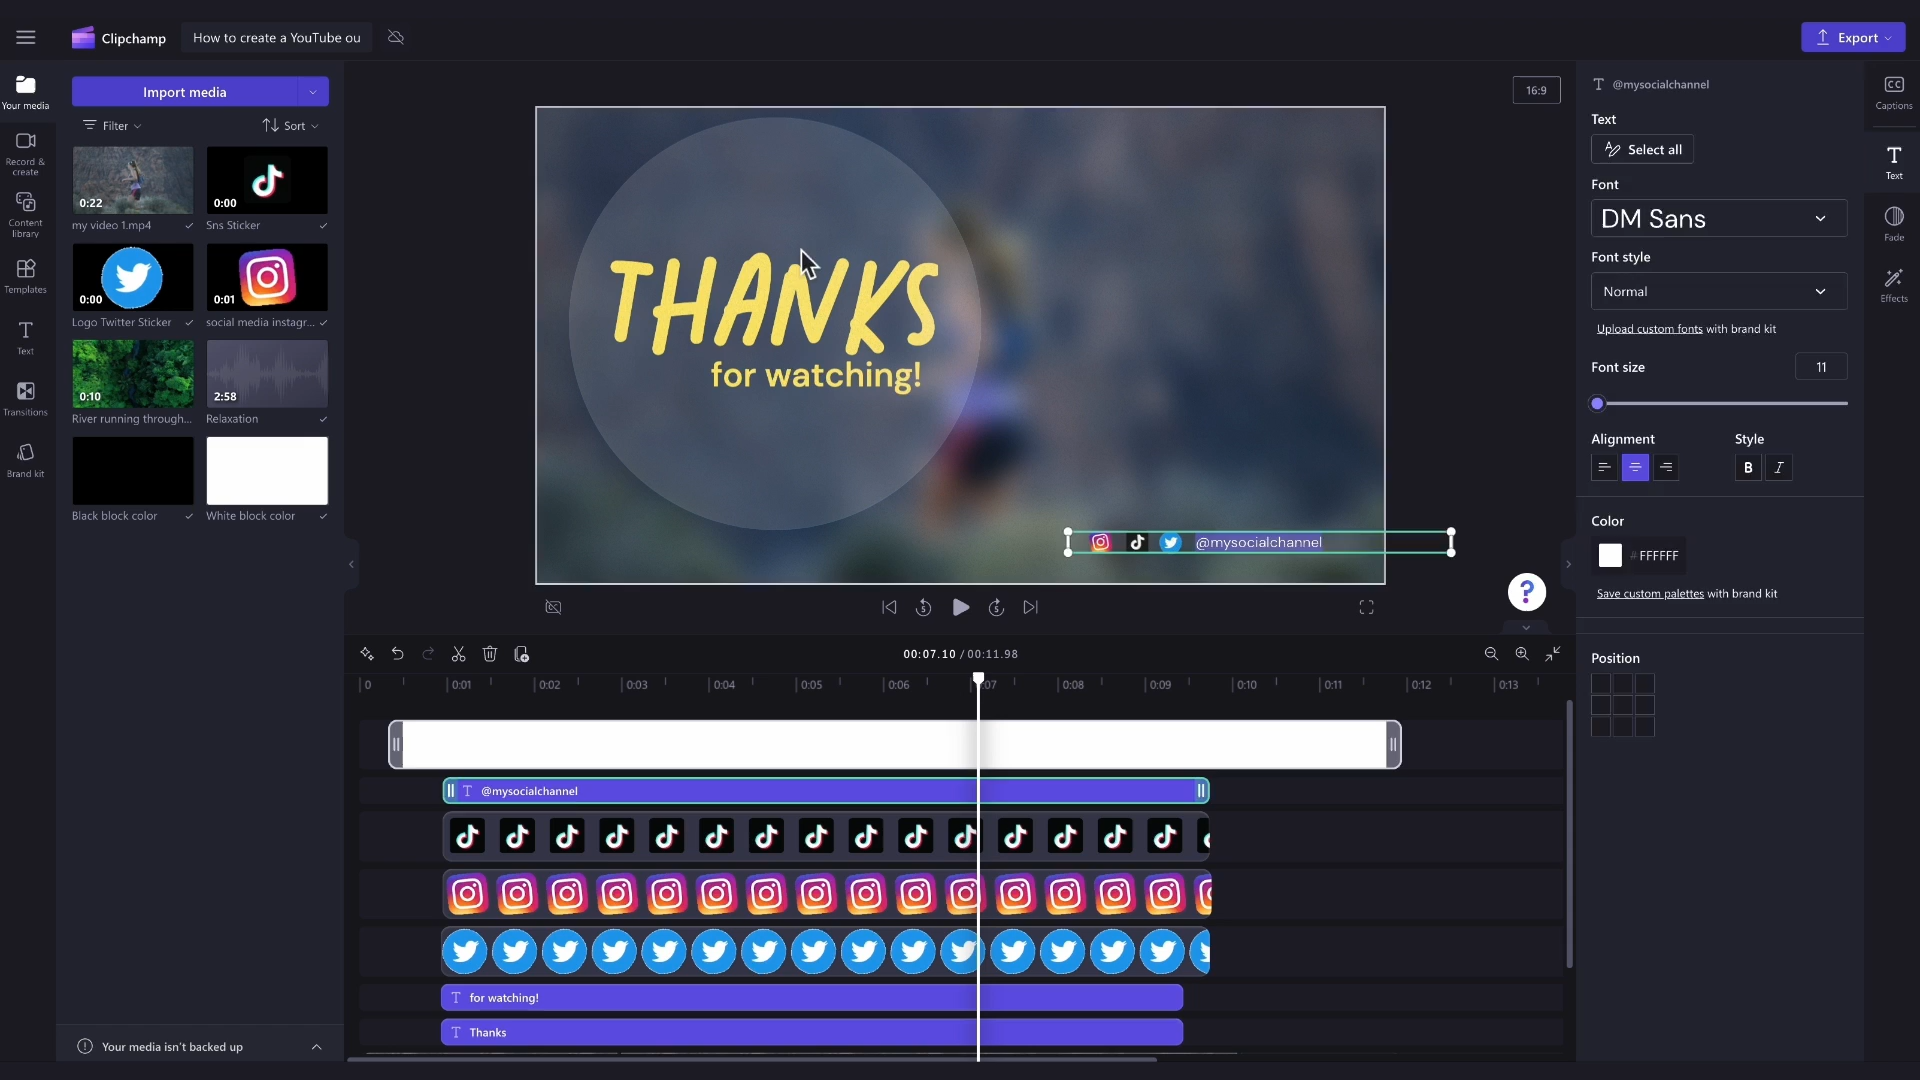 Clipchamp
How to create a YouTube ou
Export
Your media
Record &
create
Content
library
Templates
Text
Transitions
Brand kit
Import media
Filter
Sort
0:22
my video 1.mp4
0:00
Sns Sticker
0:00
Logo Twitter Sticker
0:01
social media instagr...
0:10
River running through...
2:58
Relaxation
Black block color
White block color
Your media isn't backed up
16:9
THANKS
for watching!
@mysocialchannel
?
5
5
00:07.10 / 00:11.98
0
0:01
0:02
0:03
0:04
0:05
0:06
:07
0:08
0:09
0:10
0:11
0:12
0:13
@mysocialchannel
for watching!
Thanks
@mysocialchannel
Text
Select all
Font
DM Sans
Font style
Normal
Upload custom fonts with brand kit
Font size
11
Alignment
Style
B
I
Color
# FFFFFF
Save custom palettes with brand kit
Position
CC
Captions
Text
Fade
Effects